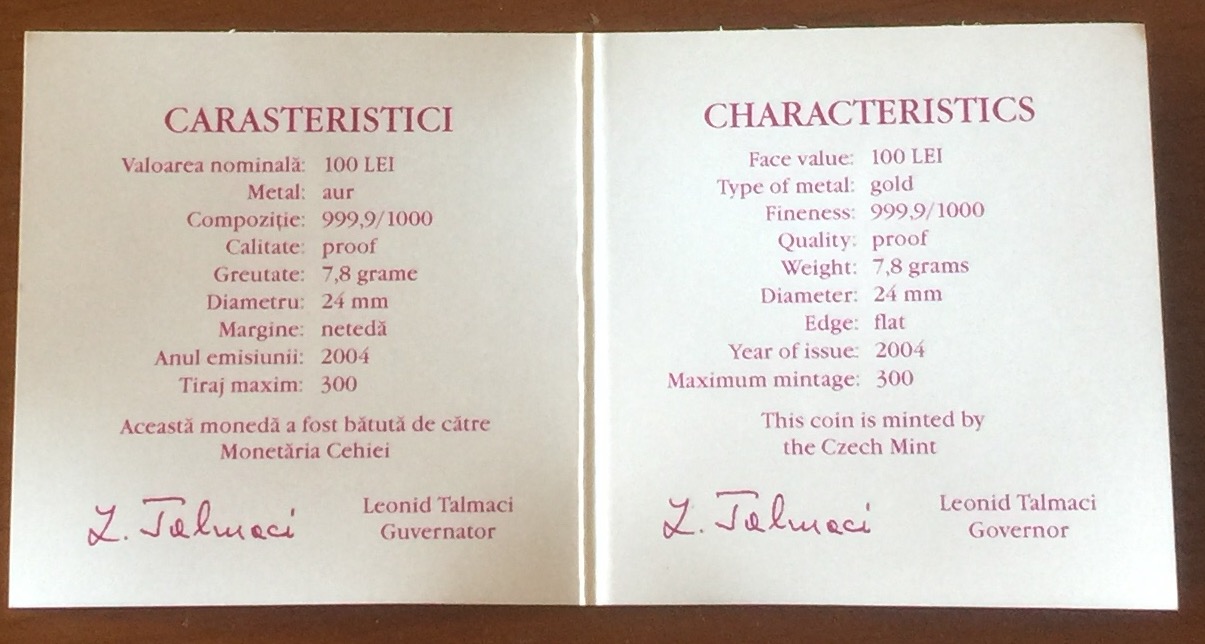 CARASTERISTICI
Valoarea nominală: 100 LEI
Metal: aur
Compoziție: 999,9/1000
Calitate: proof
Greutate: 7,8 grame
Diametru: 24 mm
Margine: netedă
Anul emisiunii: 2004
Tiraj maxim: 300
Această monedă a fost bătută de către
Monetăria Cehiei
L. Talmaci
Leonid Talmaci
Guvernator
CHARACTERISTICS
Face value: 100 LEI
Type of metal: gold
Fineness: 999,9/1000
Quality: proof
Weight: 7,8 grams
Diameter: 24 mm
Edge: flat
Year of issue: 2004
Maximum mintage: 300
This coin is minted by
the Czech Mint
L. Talmaci
Leonid Talmaci
Governor